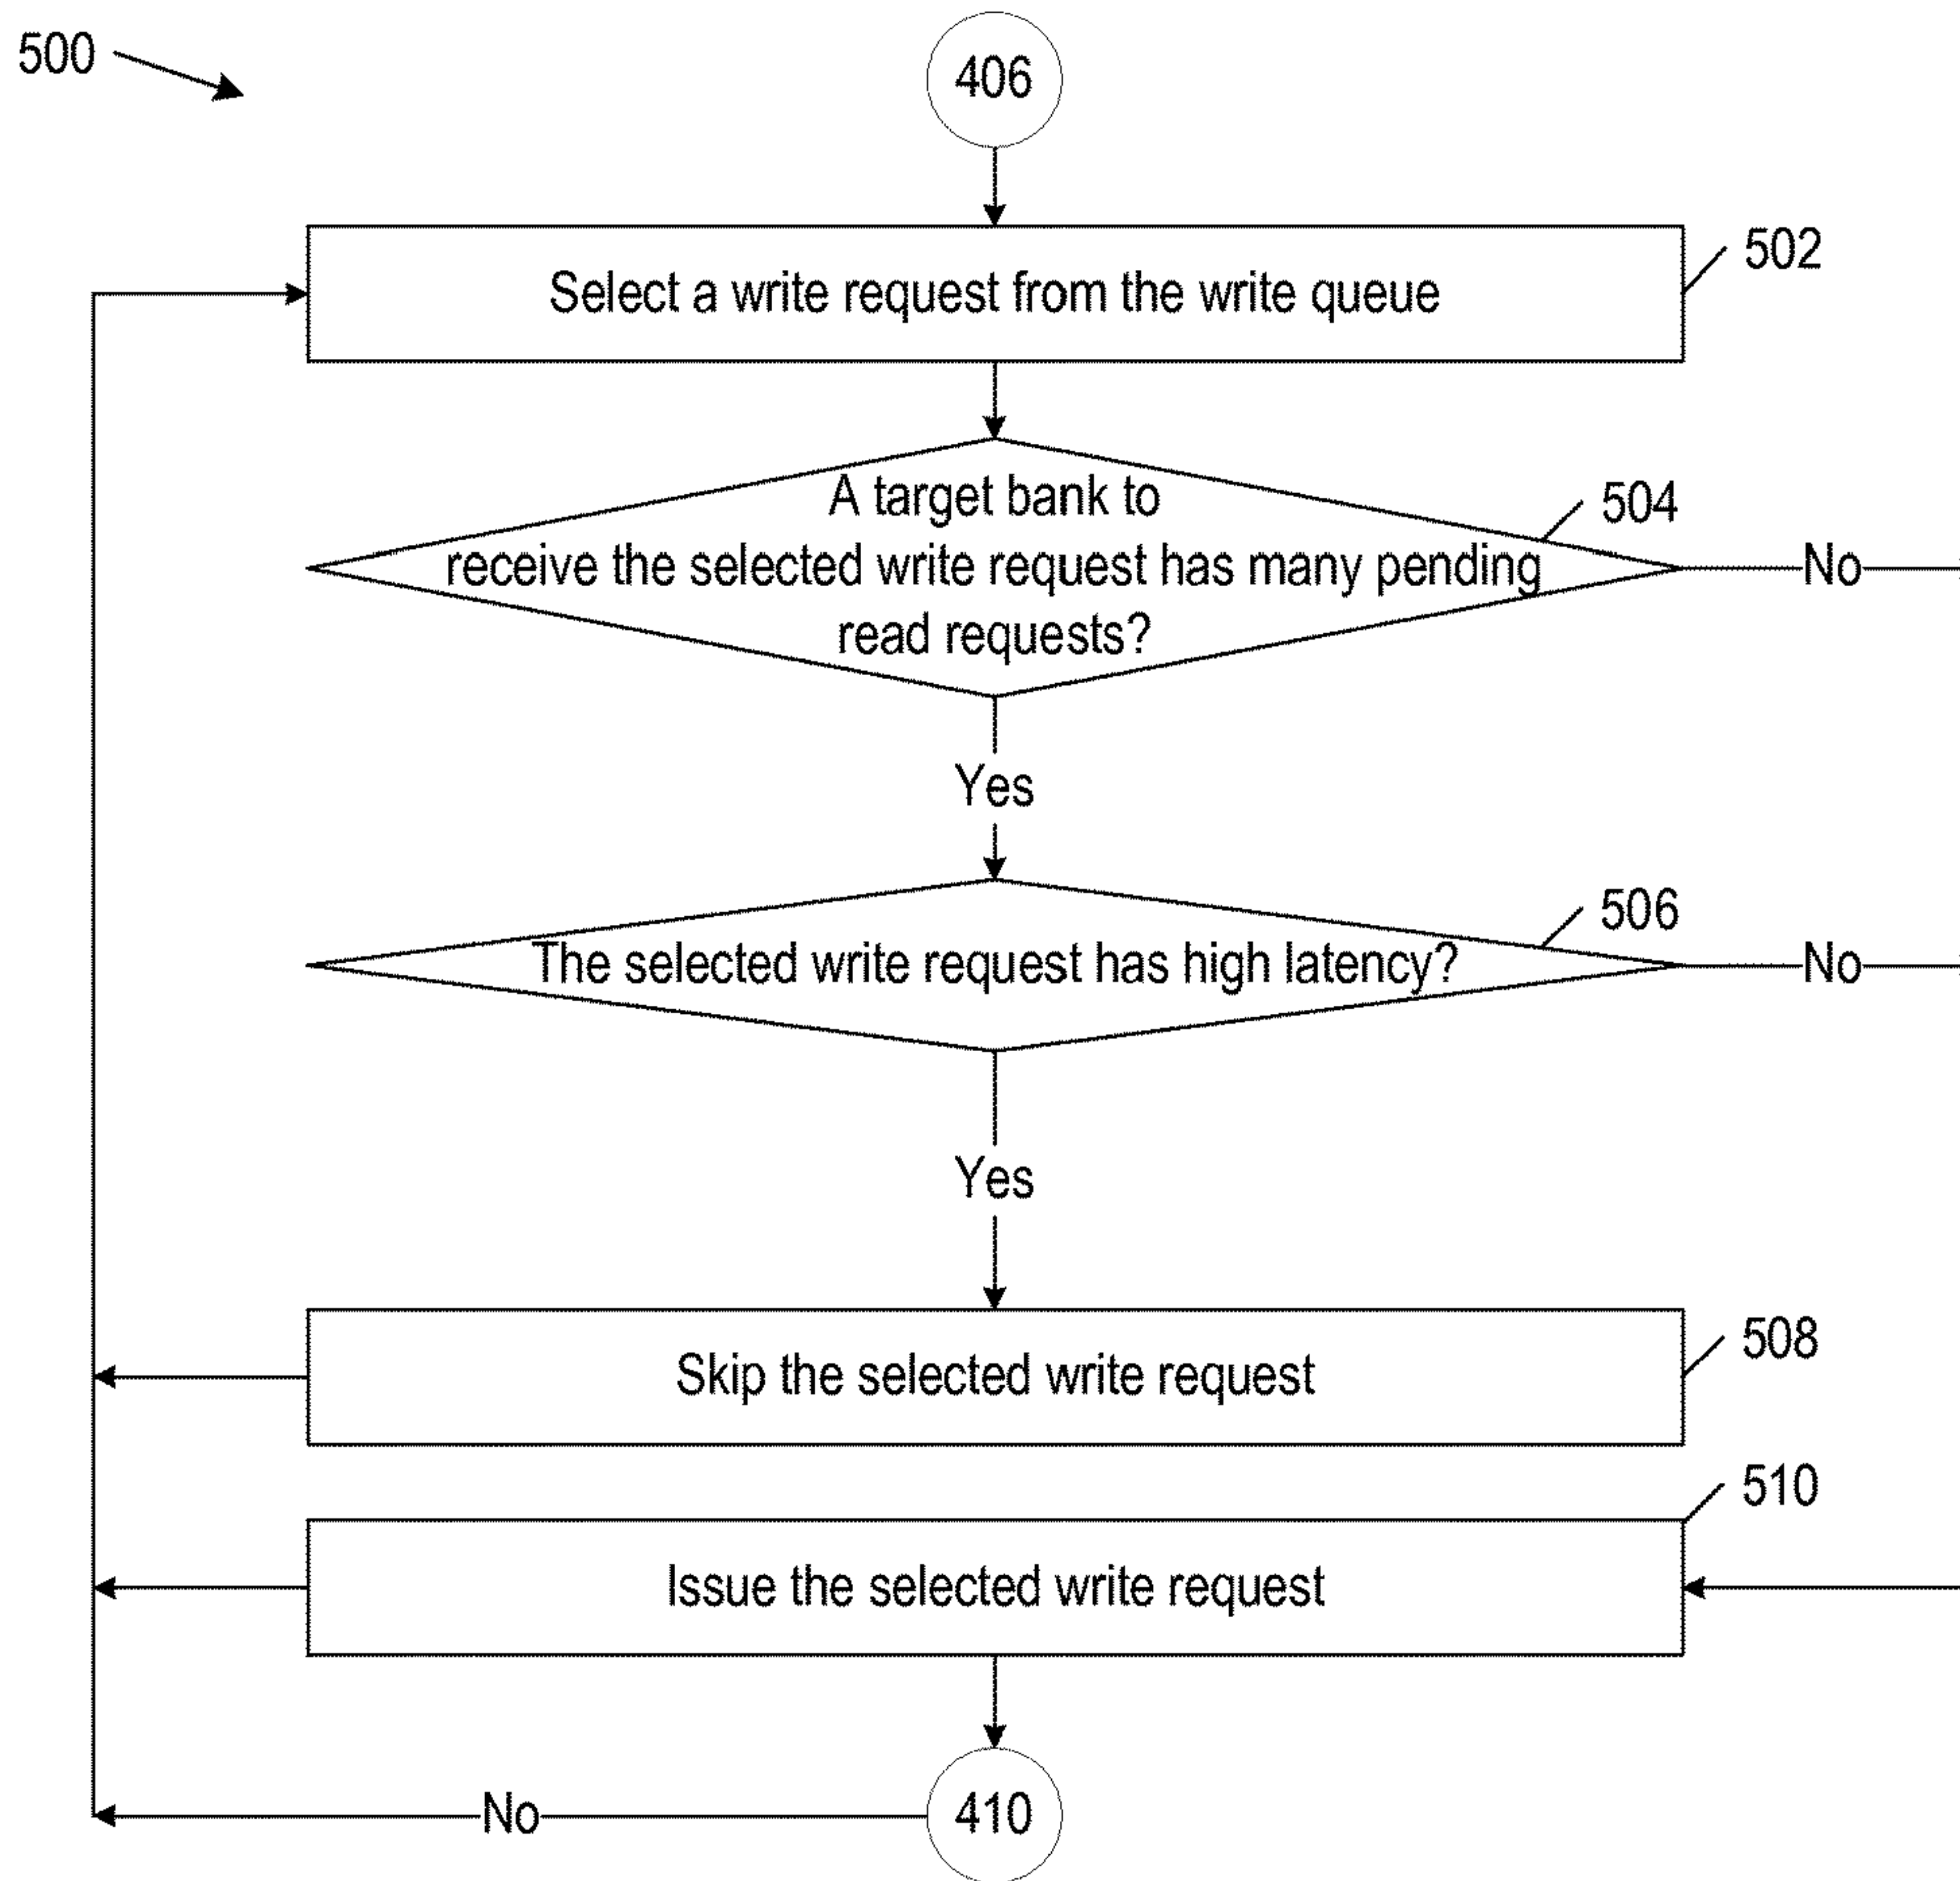 500
406
502
Select a write request from the write queue
504
A target bank to
receive the selected write request has many pending
read requests?
No
Yes
506
The selected write request has high latency?
No
Yes
508
Skip the selected write request
510
Issue the selected write request
410
No